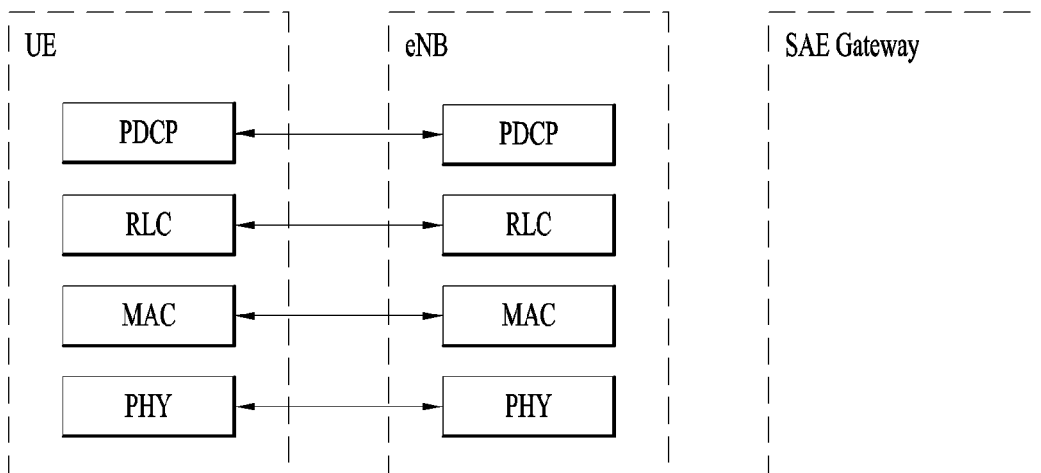 UE eNB SAE Gateway
PDCP PDCP
RLC RLC
MAC MAC
PHY PHY